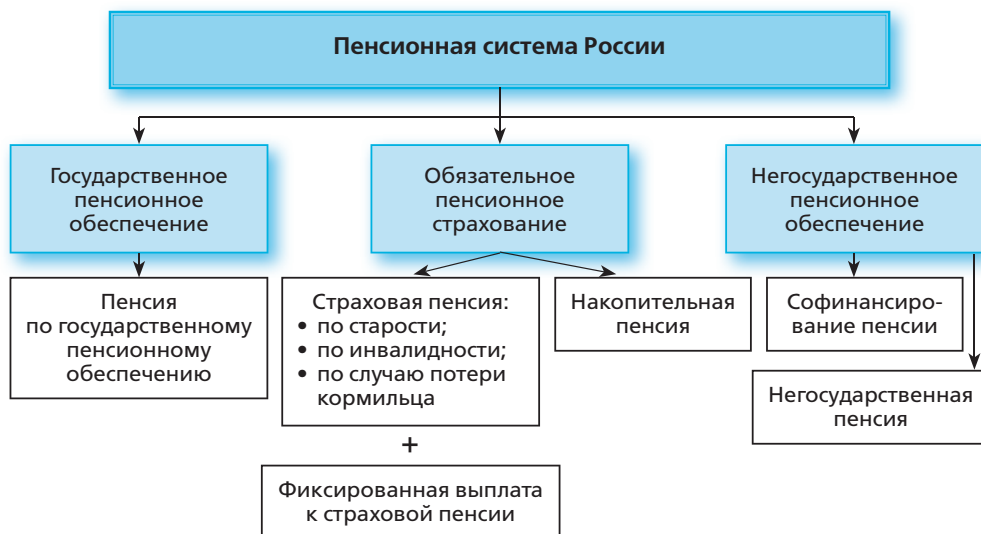 Пенсионная система России
Государственное
пенсионное
обеспечение
Обязательное
пенсионное
страхование
Негосударственное
пенсионное
обеспечение
Пенсия
по государственному
пенсионному
обеспечению
Страховая пенсия:
• по старости;
• по инвалидности;
• по случаю потери
кормильца
Накопительная
пенсия
Софинансиро-
вание пенсии
Негосударственная
пенсия
+
Фиксированная выплата
к страховой пенсии